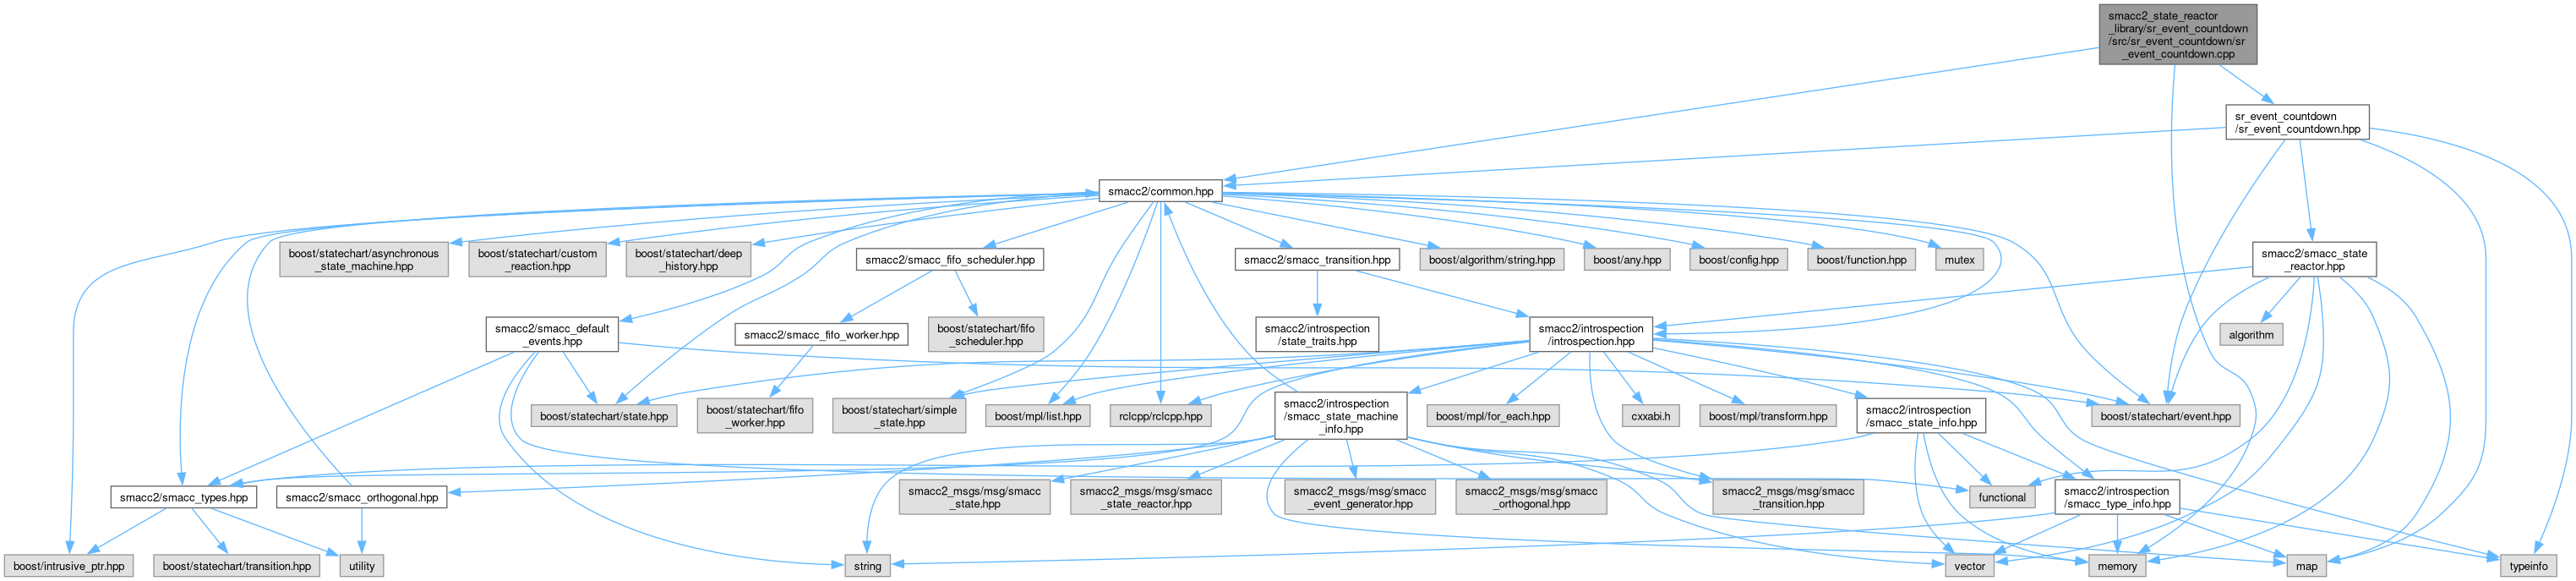 smacc2_state_reactor
_library/sr_event_countdown
/src/sr_event_countdown/sr
_event_countdown.cpp
sr_event_countdown
/sr_event_countdown.hpp
smacc2/common.hpp
boost/statechart/asynchronous
_state_machine.hpp
boost/statechart/custom
_reaction.hpp
boost/statechart/deep
_history.hpp
smacc2/smacc_fifo_scheduler.hpp
smacc2/smacc_transition.hpp
boost/algorithm/string.hpp
boost/any.hpp
boost/config.hpp
boost/function.hpp
mutex
smacc2/smacc_state
_reactor.hpp
smacc2/smacc_default
_events.hpp
smacc2/smacc_fifo_worker.hpp
boost/statechart/fifo
_scheduler.hpp
smacc2/introspection
/state_traits.hpp
smacc2/introspection
/introspection.hpp
algorithm
boost/statechart/state.hpp
boost/statechart/fifo
_worker.hpp
boost/statechart/simple
_state.hpp
boost/mpl/list.hpp
rclcpp/rclcpp.hpp
smacc2/introspection
/smacc_state_machine
_info.hpp
boost/mpl/for_each.hpp
cxxabi.h
boost/mpl/transform.hpp
smacc2/introspection
/smacc_state_info.hpp
boost/statechart/event.hpp
smacc2/smacc_types.hpp
smacc2/smacc_orthogonal.hpp
smacc2_msgs/msg/smacc
_state.hpp
smacc2_msgs/msg/smacc
_state_reactor.hpp
smacc2_msgs/msg/smacc
_event_generator.hpp
smacc2_msgs/msg/smacc
_orthogonal.hpp
smacc2_msgs/msg/smacc
_transition.hpp
functional
smacc2/introspection
/smacc_type_info.hpp
boost/intrusive_ptr.hpp
boost/statechart/transition.hpp
utility
string
vector
memory
map
typeinfo